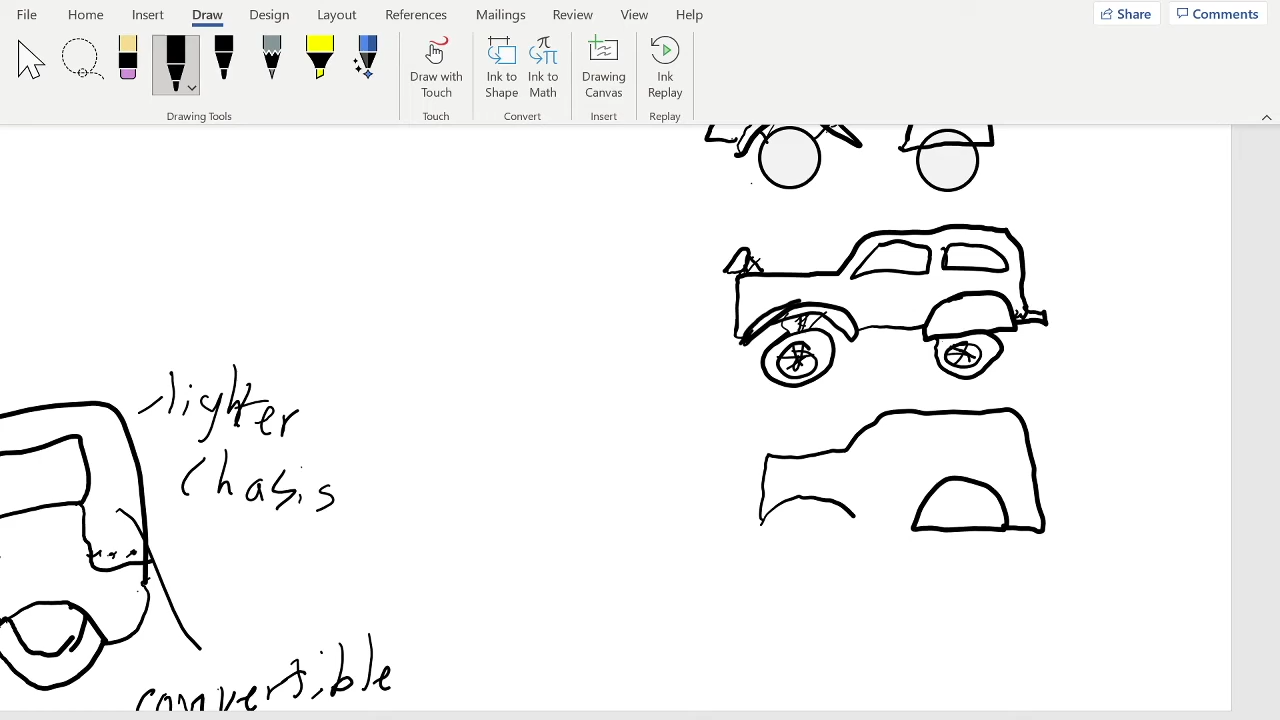 File Home Insert Draw Design Layout References Mailings Review View Help Share Comments
Draw with Touch
Ink to Shape
Ink to Math
Drawing Canvas
Ink Replay
Drawing Tools Touch Convert Insert Replay
lighter
chasis
convertible